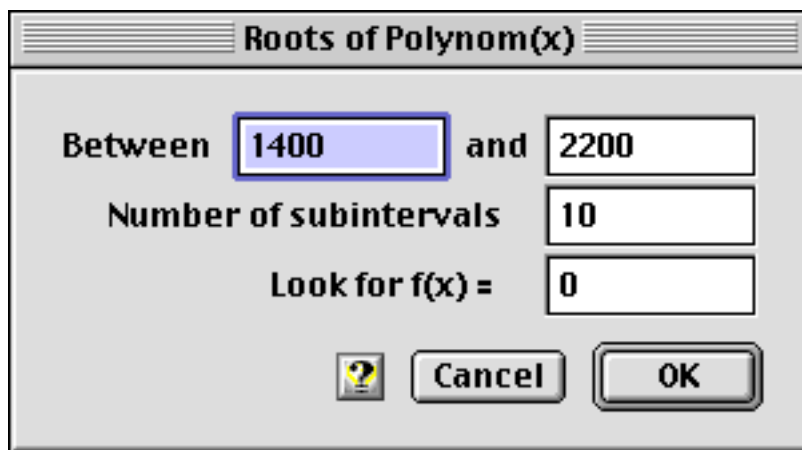 Roots of Polynom(x)
Between 1400 and 2200
Number of subintervals 10
Look for f(x) = 0
? Cancel OK